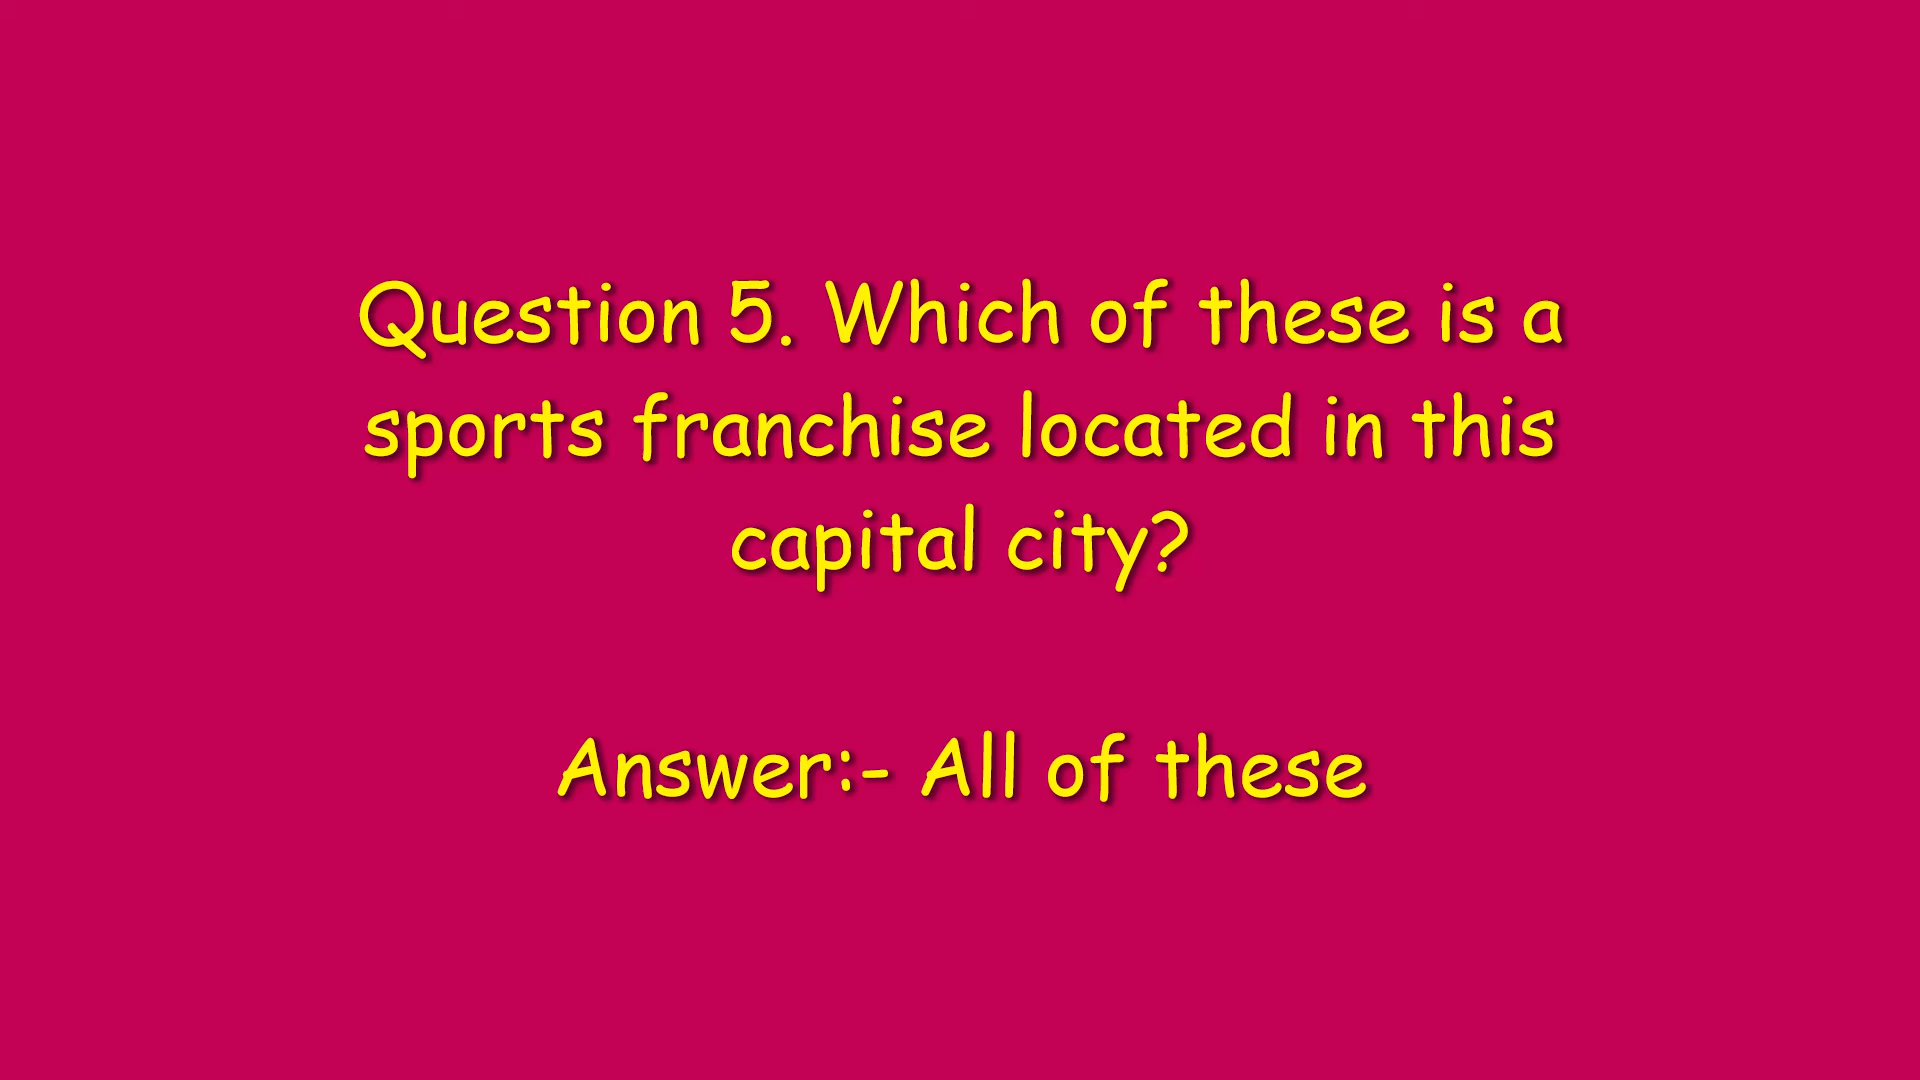 Question 5. Which of these is a
sports franchise located in this
capital city?
Answer:- All of these